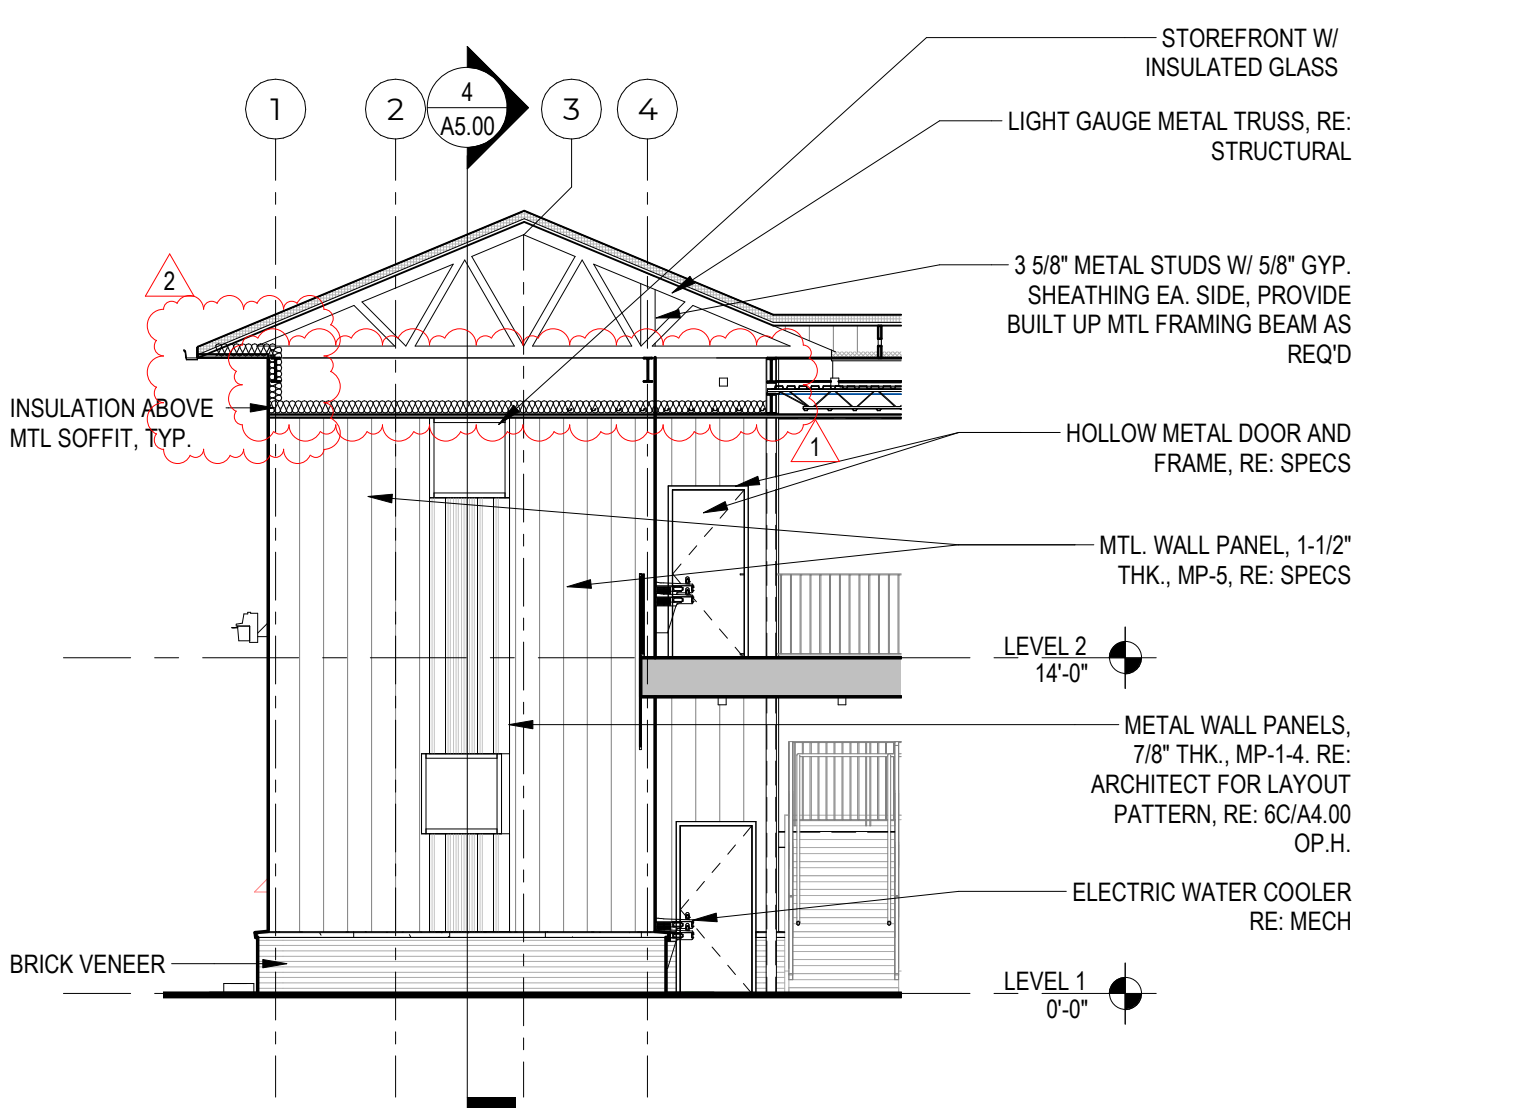 STOREFRONT W/
INSULATED GLASS
1
2
4
A5.00
3
4
LIGHT GAUGE METAL TRUSS, RE:
STRUCTURAL
2
3 5/8" METAL STUDS W/ 5/8" GYP.
SHEATHING EA. SIDE, PROVIDE
BUILT UP MTL FRAMING BEAM AS
REQ'D
INSULATION ABOVE
MTL SOFFIT, TYP.
1
HOLLOW METAL DOOR AND
FRAME, RE: SPECS
MTL. WALL PANEL, 1-1/2"
THK., MP-5, RE: SPECS
LEVEL 2
14'-0"
METAL WALL PANELS,
7/8" THK., MP-1-4. RE:
ARCHITECT FOR LAYOUT
PATTERN, RE: 6C/A4.00
OP.H.
ELECTRIC WATER COOLER
RE: MECH
BRICK VENEER
LEVEL 1
0'-0"